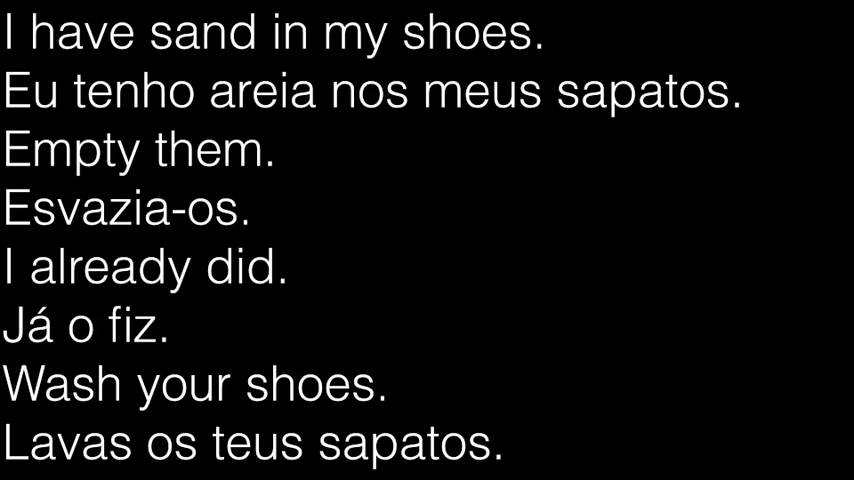 I have sand in my shoes.
Eu tenho areia nos meus sapatos.
Empty them.
Esvazia-os.
I already did.
Já o fiz.
Wash your shoes.
Lavas os teus sapatos.